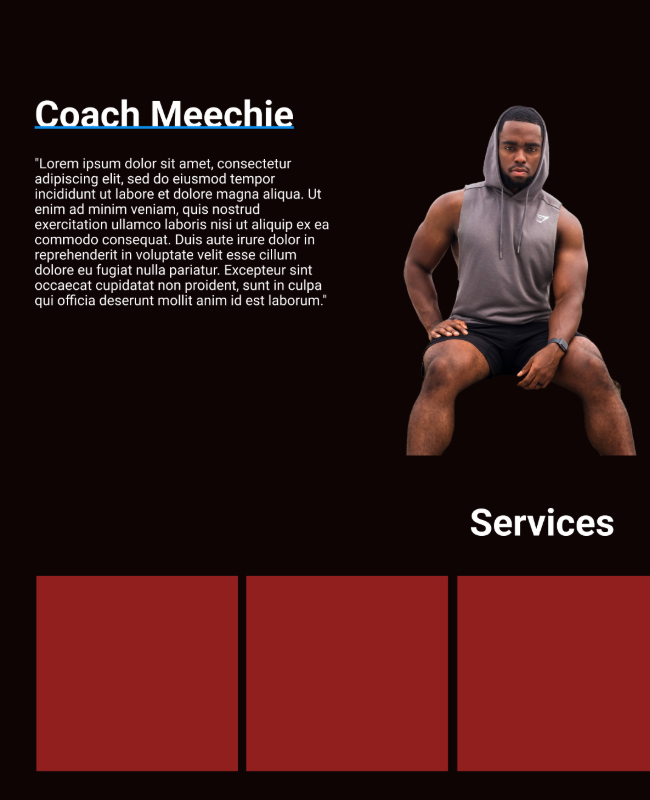 Coach Meechie
"Lorem ipsum dolor sit amet, consectetur
adipiscing elit, sed do eiusmod tempor
incididunt ut labore et dolore magna aliqua. Ut
enim ad minim veniam, quis nostrud
exercitation ullamco laboris nisi ut aliquip ex ea
commodo consequat. Duis aute irure dolor in
reprehenderit in voluptate velit esse cillum
dolore eu fugiat nulla pariatur. Excepteur sint
occaecat cupidatat non proident, sunt in culpa
qui officia deserunt mollit anim id est laborum."
Services